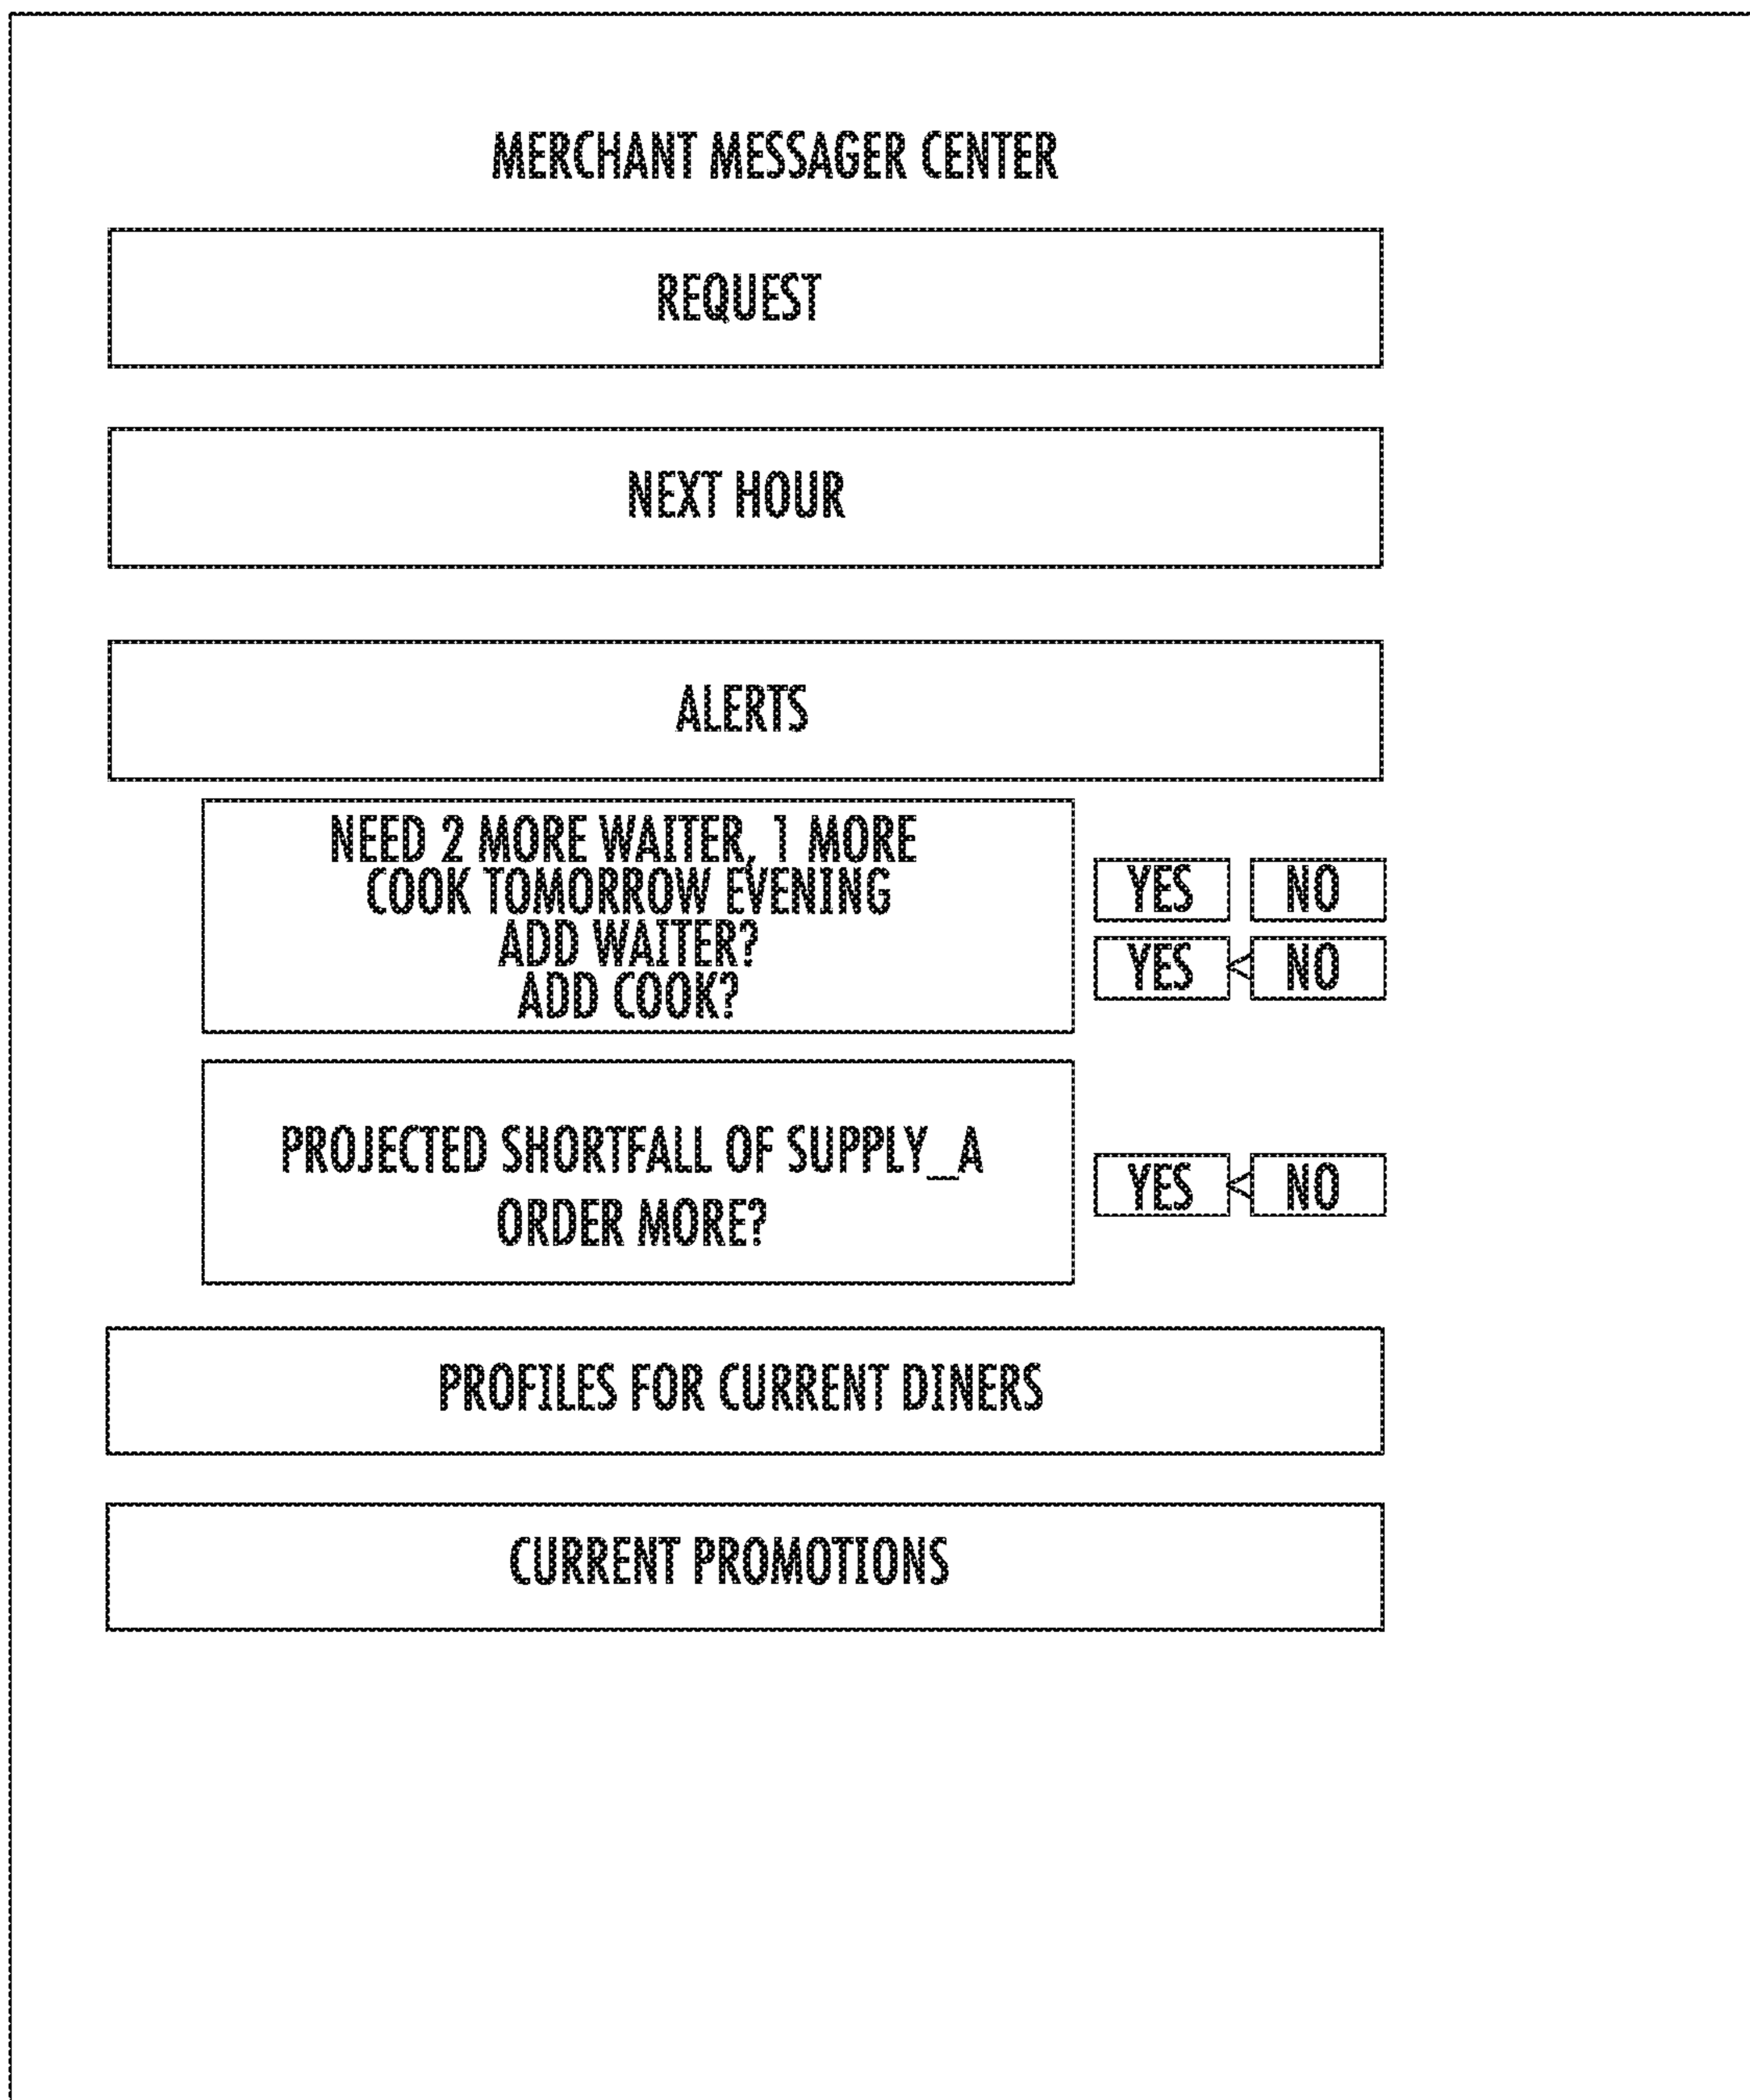 MERCHANT MESSAGER CENTER
REQUEST
NEXT HOUR
ALERTS
NEED 2 MORE WAITER, 1 MORE
COOK TOMORROW EVENING
ADD WAITER?
ADD COOK?
YES NO
YES NO
PROJECTED SHORTFALL OF SUPPLY_A
ORDER MORE?
YES NO
PROFILES FOR CURRENT DINERS
CURRENT PROMOTIONS